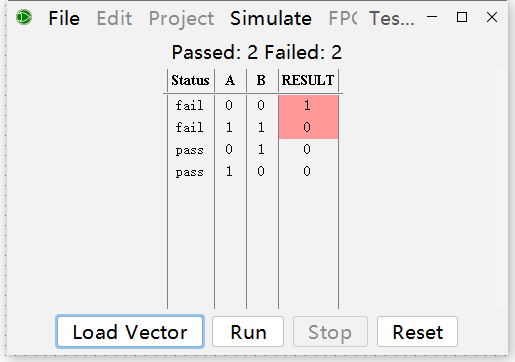 File Edit Project Simulate FPG Tes...
Passed: 2 Failed: 2
Status A B RESULT
fail 0 0 1
fail 1 1 0
pass 0 1 0
pass 1 0 0
Load Vector Run Stop Reset